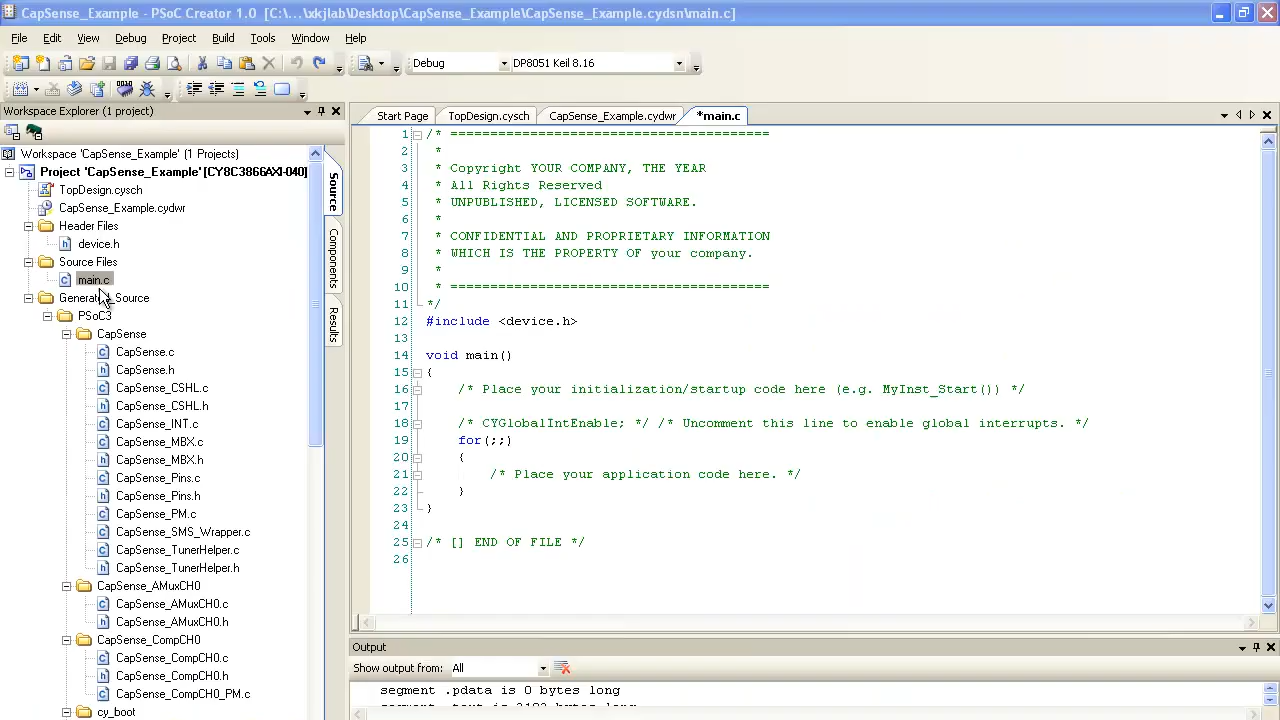 CapSense_Example - PSoC Creator 1.0 [C:\...\xkjlab\Desktop\CapSense_Example\CapSense_Example.cydsn\main.c]
File Edit View Debug Project Build Tools Window Help
Debug DP8051 Keil 8.16
Workspace Explorer (1 project)
Start Page TopDesign.cysch CapSense_Example.cydwr *main.c
Workspace 'CapSense_Example' (1 Projects)
Project 'CapSense_Example' [CY8C3866AXI-040]
TopDesign.cysch
CapSense_Example.cydwr
Header Files
device.h
Source Files
main.c
PSoC3
CapSense
CapSense.c
CapSense.h
CapSense_CSHL.c
CapSense_CSHL.h
CapSense_INT.c
CapSense_MBX.c
CapSense_MBX.h
CapSense_Pins.c
CapSense_Pins.h
CapSense_PM.c
CapSense_SMS_Wrapper.c
CapSense_TunerHelper.c
CapSense_TunerHelper.h
CapSense_AMuxCH0
CapSense_AMuxCH0.c
CapSense_AMuxCH0.h
CapSense_CompCH0
CapSense_CompCH0.c
CapSense_CompCH0.h
CapSense_CompCH0_PM.c
cy_boot
Source
Components
Results
1 /* ========================================
2 *
3 * Copyright YOUR COMPANY, THE YEAR
4 * All Rights Reserved
5 * UNPUBLISHED, LICENSED SOFTWARE.
6 *
7 * CONFIDENTIAL AND PROPRIETARY INFORMATION
8 * WHICH IS THE PROPERTY OF your company.
9 *
10 * ========================================
11 */
12 #include <device.h>
13
14 void main()
15 {
16 /* Place your initialization/startup code here (e.g. MyInst_Start()) */
17
18 /* CYGlobalIntEnable; */ /* Uncomment this line to enable global interrupts. */
19 for(;;)
20 {
21 /* Place your application code here. */
22 }
23 }
24
25 /* [] END OF FILE */
26
Output
Show output from: All
segment .pdata is 0 bytes long